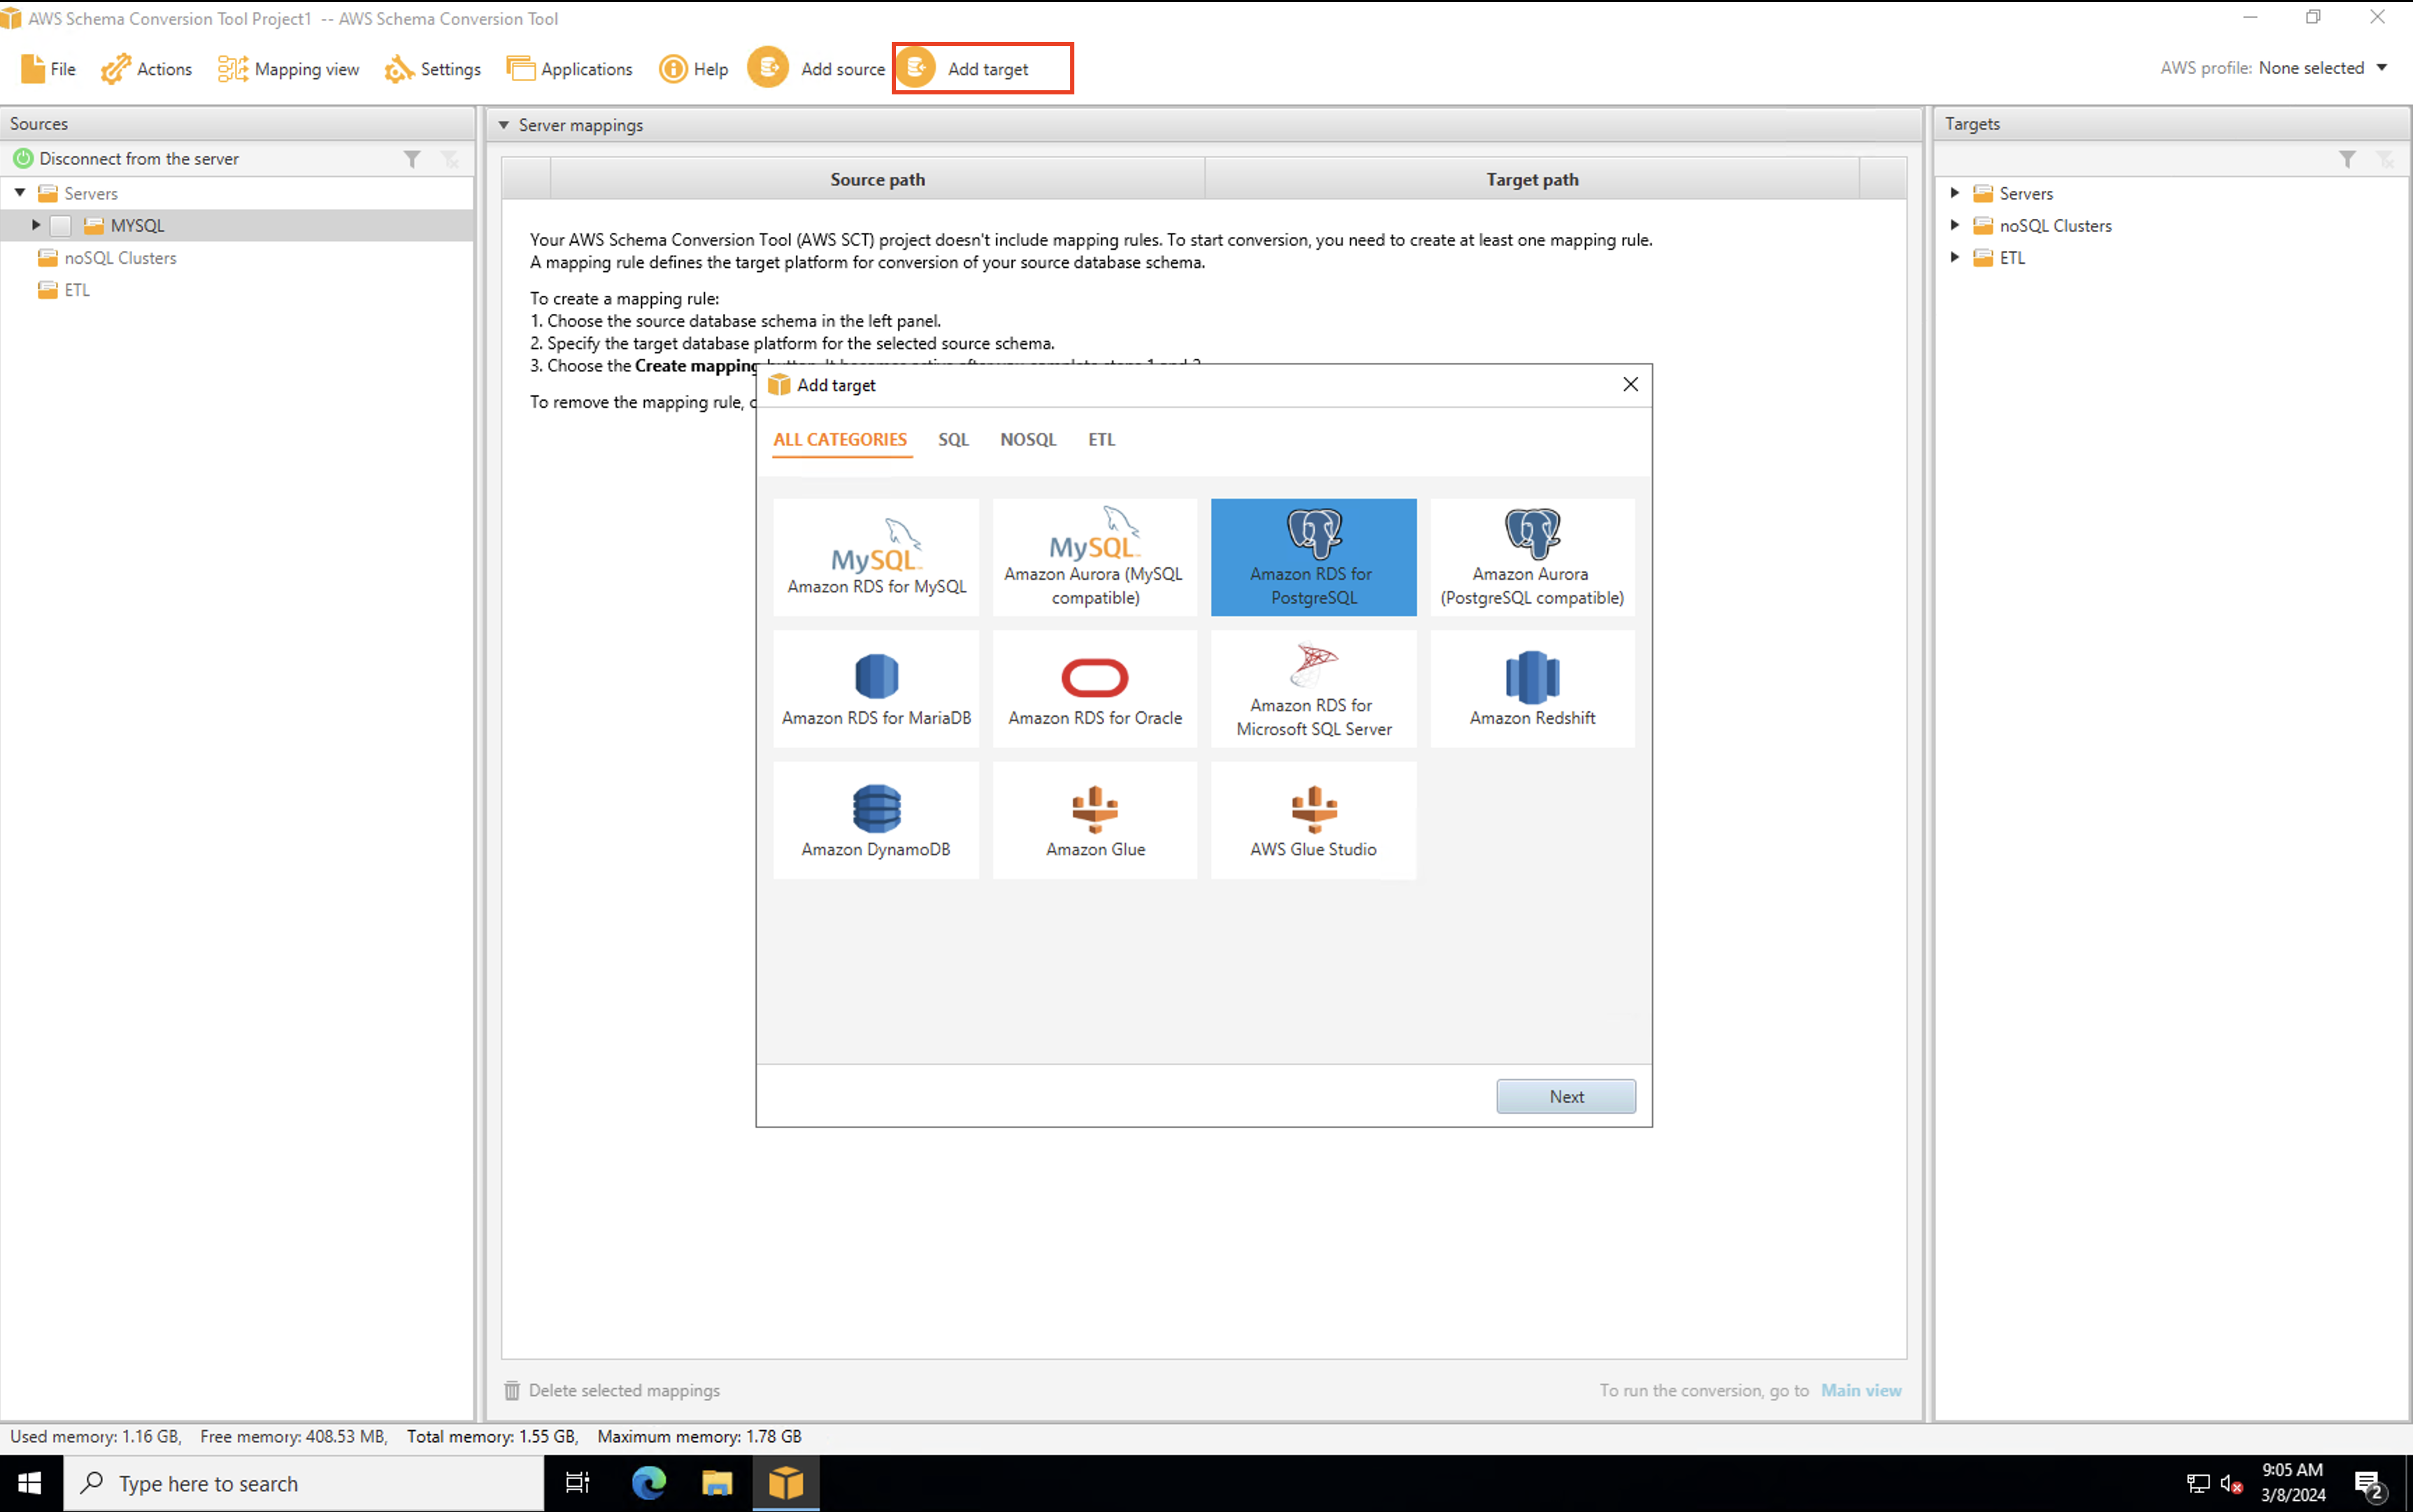 AWS Schema Conversion Tool Project1 -- AWS Schema Conversion Tool
File Actions Mapping view Settings Applications Help Add source Add target
AWS profile: None selected
Sources
Disconnect from the server
Servers
MYSQL
noSQL Clusters
ETL
Server mappings
Source path Target path
Your AWS Schema Conversion Tool (AWS SCT) project doesn't include mapping rules. To start conversion, you need to create at least one mapping rule.
A mapping rule defines the target platform for conversion of your source database schema.
To create a mapping rule:
1. Choose the source database schema in the left panel.
2. Specify the target database platform for the selected source schema.
3. Choose the Create mapping
To remove the mapping rule,
Add target
ALL CATEGORIES SQL NOSQL ETL
MySQL
Amazon RDS for MySQL
MySQL
Amazon Aurora (MySQL
compatible)
Amazon RDS for
PostgreSQL
Amazon Aurora
(PostgreSQL compatible)
Amazon RDS for MariaDB
Amazon RDS for Oracle
Amazon RDS for
Microsoft SQL Server
Amazon Redshift
Amazon DynamoDB
Amazon Glue
AWS Glue Studio
Next
Targets
Servers
noSQL Clusters
ETL
Delete selected mappings
To run the conversion, go to Main view
Used memory: 1.16 GB, Free memory: 408.53 MB, Total memory: 1.55 GB, Maximum memory: 1.78 GB
Type here to search
9:05 AM
3/8/2024
2